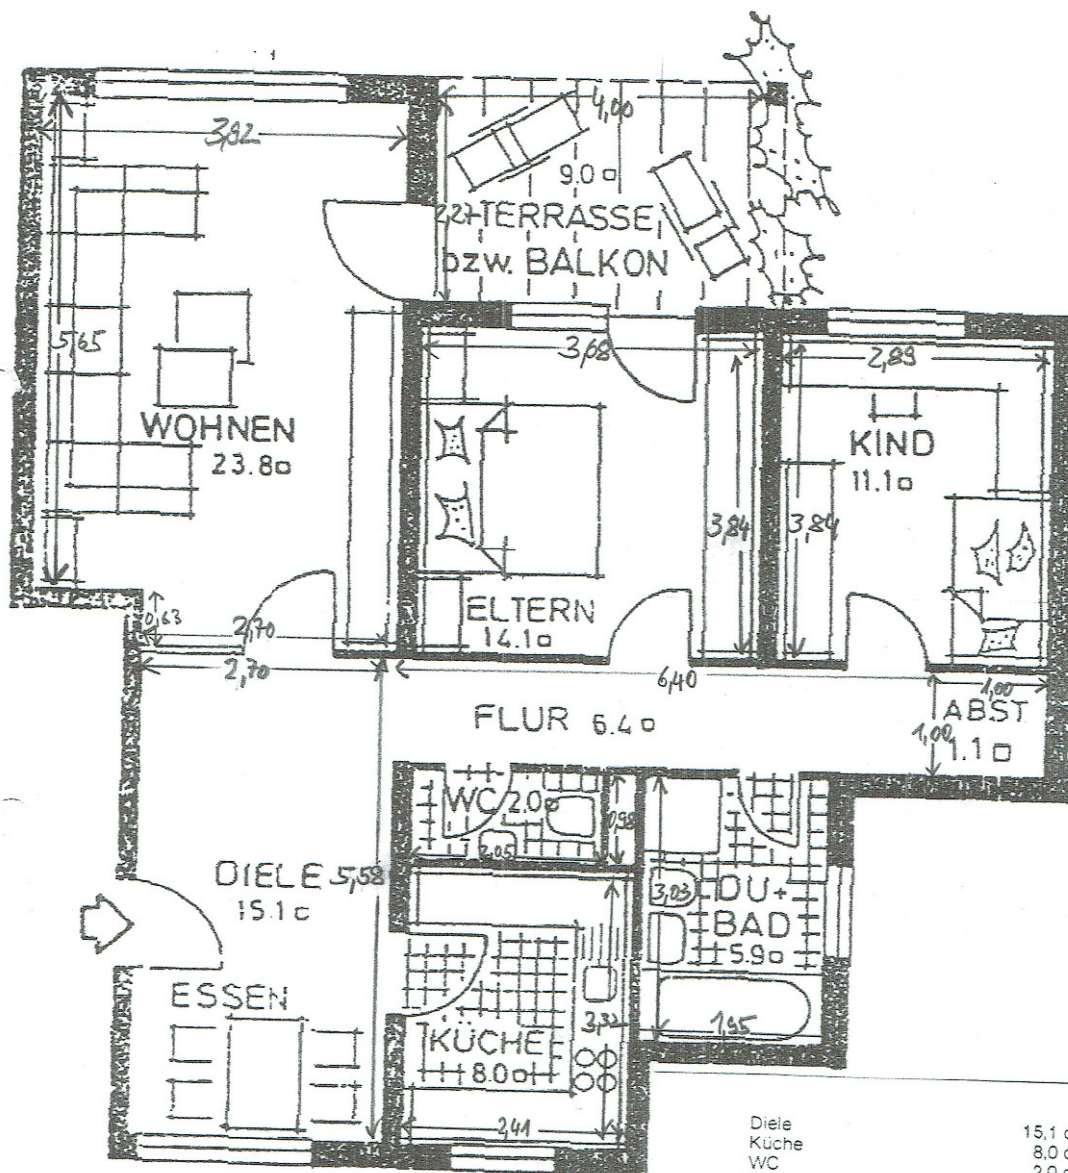 3,82
4,00
9.0 ▫
2,27 TERRASSE
bzw. BALKON
5,65
3,68
2,89
WOHNEN
23.8▫
KIND
11.1▫
3,84
3,84
ELTERN
14.1▫
0,63
2,70
2,70
6,40
1,00
FLUR 6.4▫
ABST
1.1▫
1,00
WC 2.0▫
0,98
2,05
DIELE 5,58
15.1
3,03
DU+
BAD
5.9▫
ESSEN
KÜCHE
8.0▫
3,32
1,95
2,41
Diele 15,1
Küche 8,0
WC 2,0